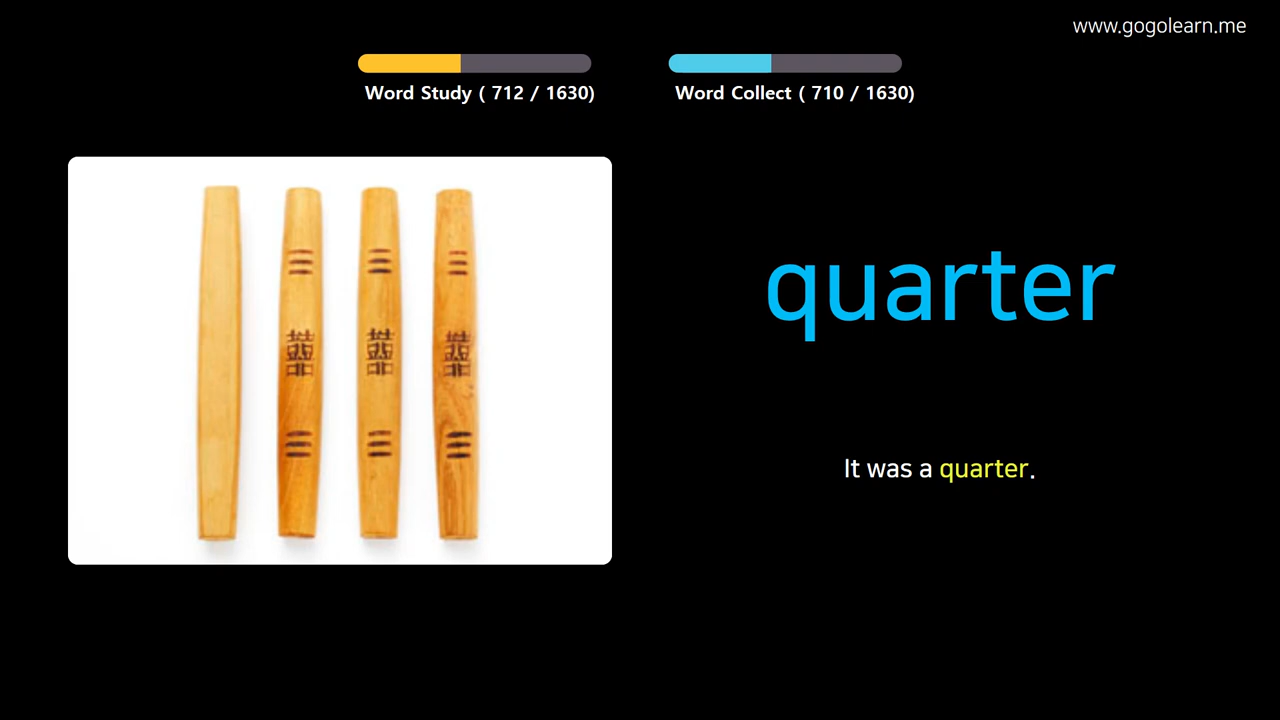 www.gogolearn.me
Word Study ( 712 / 1630)
Word Collect ( 710 / 1630)
quarter
It was a quarter.